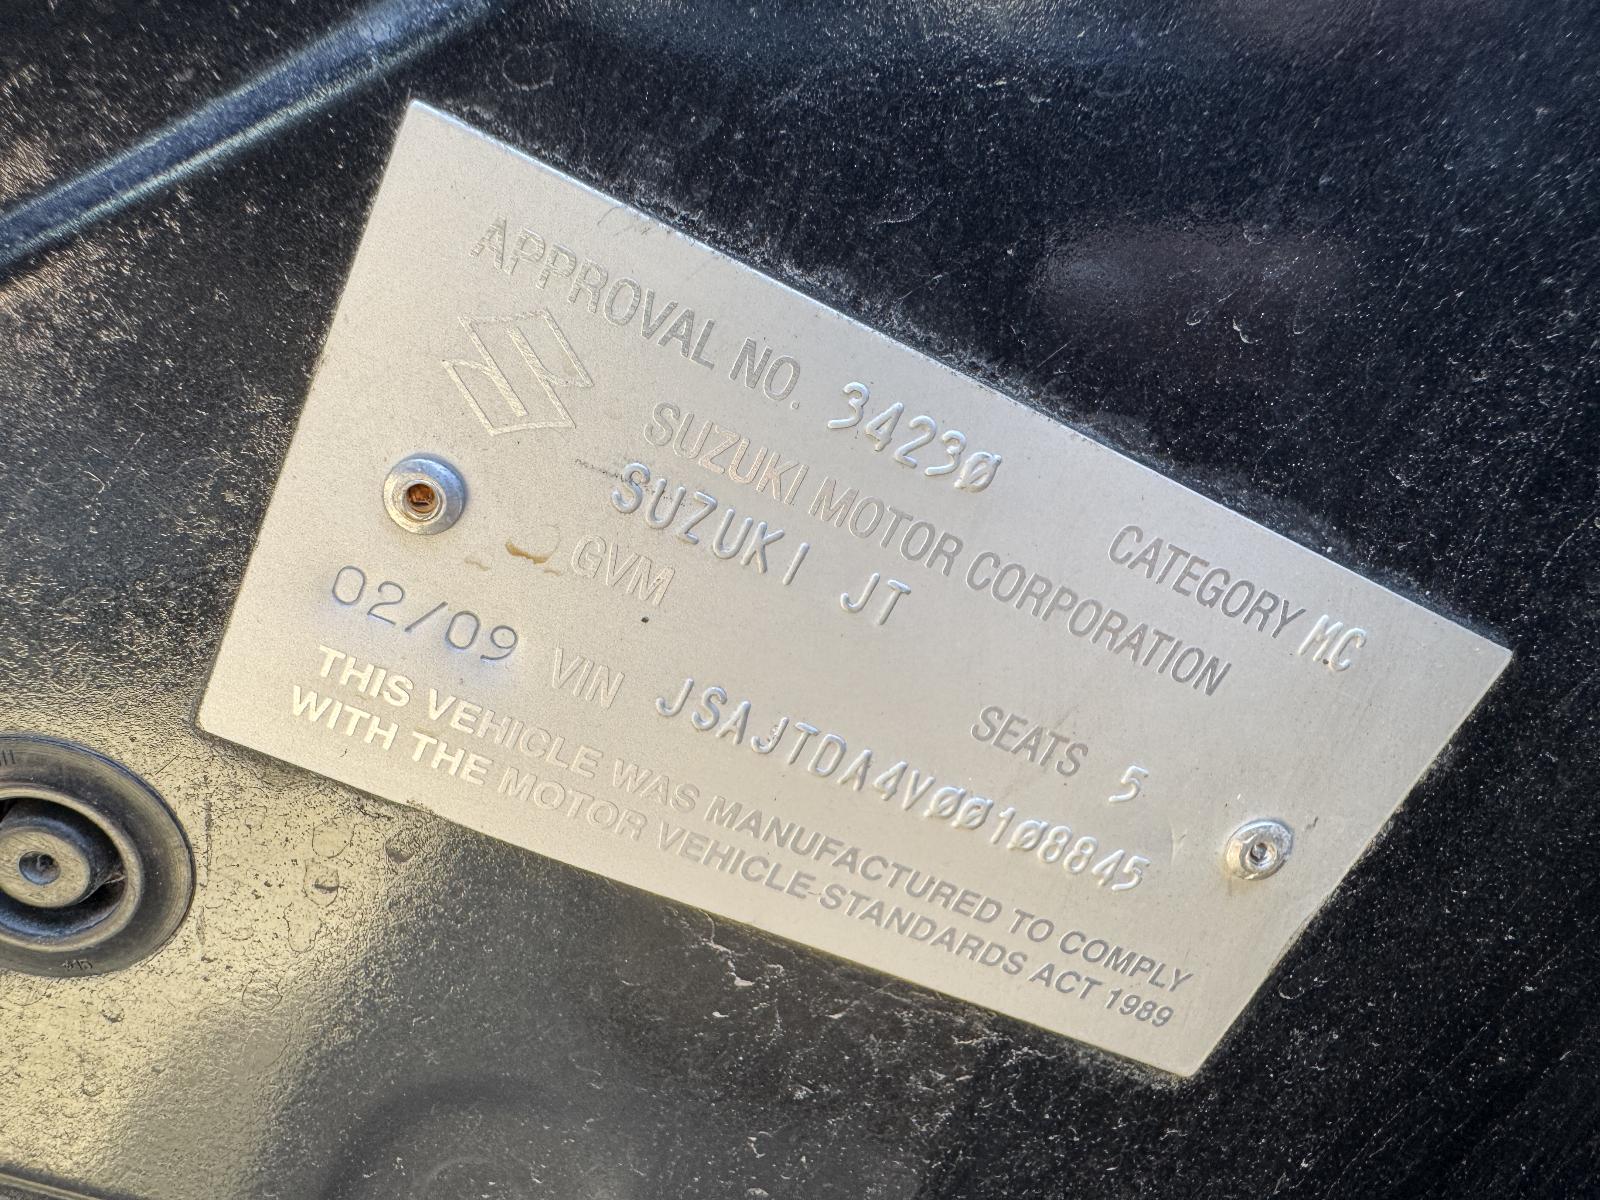 APPROVAL NO. 34230 CATEGORY MC
SUZUKI MOTOR CORPORATION
SUZUKI JT
GVM SEATS 5
02/09 VIN JSAJTDA4V00108845
THIS VEHICLE WAS MANUFACTURED TO COMPLY
WITH THE MOTOR VEHICLE STANDARDS ACT 1989